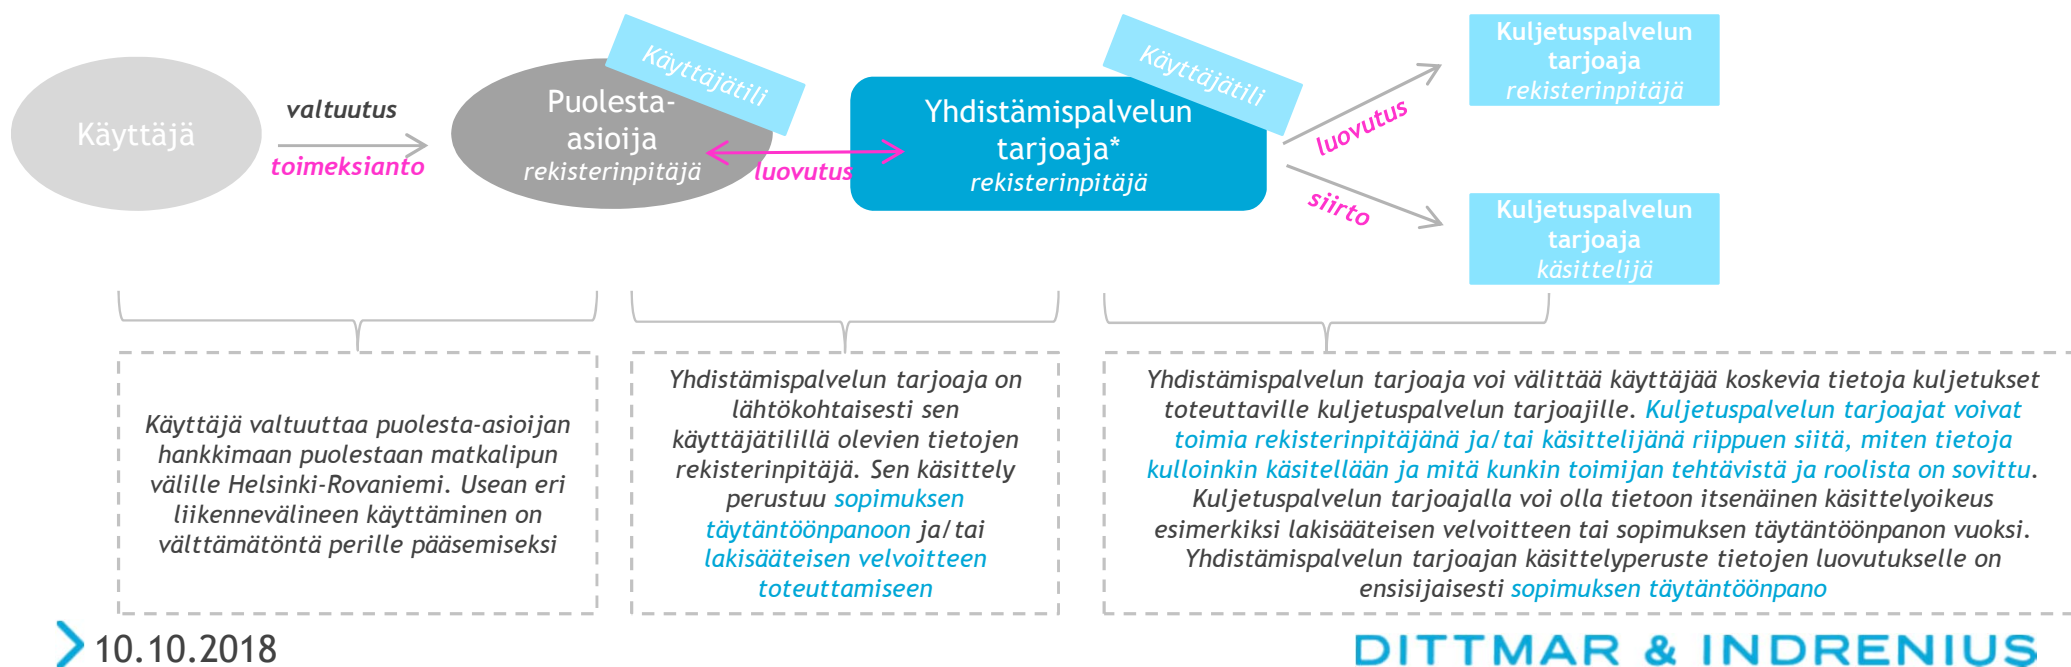 Käyttäjä
valtuutus
toimeksianto
Käyttäjätili
Puolesta-
asioija
rekisterinpitäjä
luovutus
Käyttäjätili
Yhdistämispalvelun
tarjoaja*
rekisterinpitäjä
luovutus
siirto
Kuljetuspalvelun
tarjoaja
rekisterinpitäjä
Kuljetuspalvelun
tarjoaja
käsittelijä
Käyttäjä valtuuttaa puolesta-asioijan
hankkimaan puolestaan matkalipun
välille Helsinki-Rovaniemi. Usean eri
liikennevälineen käyttäminen on
välttämätöntä perille pääsemiseksi
Yhdistämispalvelun tarjoaja on
lähtökohtaisesti sen
käyttäjätilillä olevien tietojen
rekisterinpitäjä. Sen käsittely
perustuu sopimuksen
täytäntöönpanoon ja/tai
lakisääteisen velvoitteen
toteuttamiseen
Yhdistämispalvelun tarjoaja voi välittää käyttäjää koskevia tietoja kuljetukset
toteuttaville kuljetuspalvelun tarjoajille. Kuljetuspalvelun tarjoajat voivat
toimia rekisterinpitäjänä ja/tai käsittelijänä riippuen siitä, miten tietoja
kulloinkin käsitellään ja mitä kunkin toimijan tehtävistä ja roolista on sovittu.
Kuljetuspalvelun tarjoajalla voi olla tietoon itsenäinen käsittelyoikeus
esimerkiksi lakisääteisen velvoitteen tai sopimuksen täytäntöönpanon vuoksi.
Yhdistämispalvelun tarjoajan käsittelyperuste tietojen luovutukselle on
ensisijaisesti sopimuksen täytäntöönpano
10.10.2018
DITTMAR & INDRENIUS